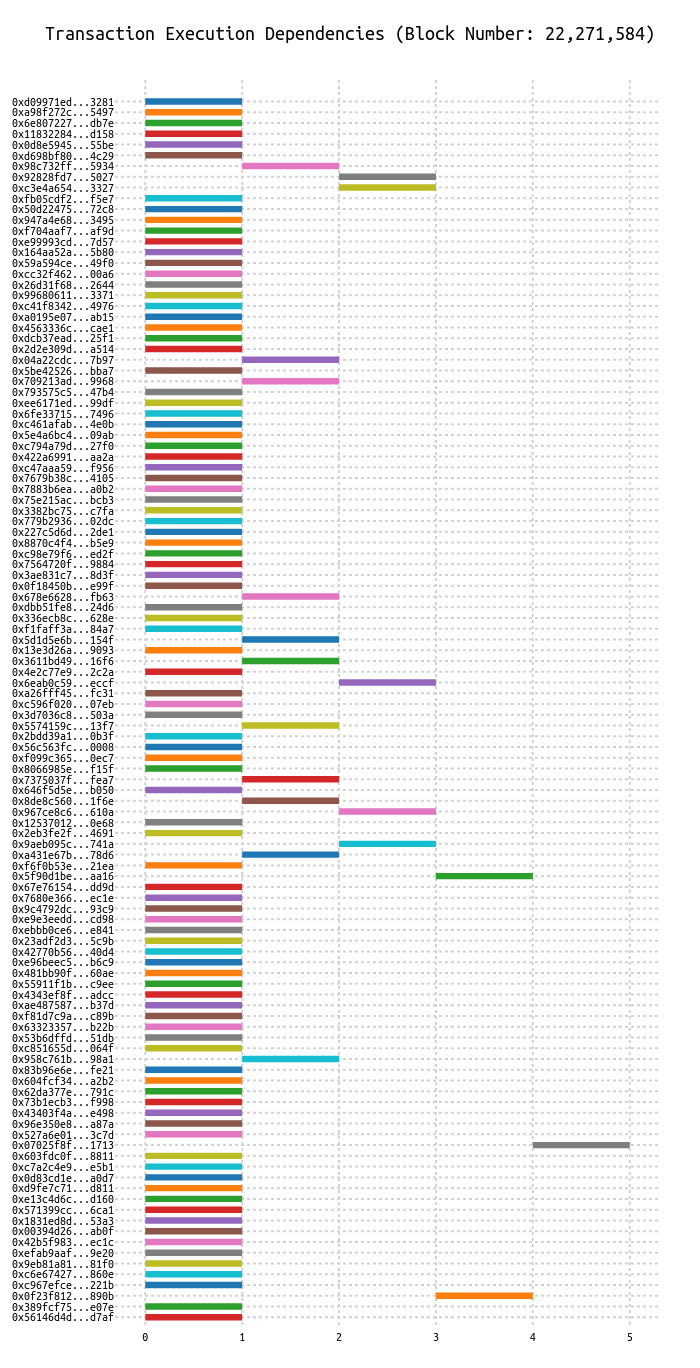 Transaction Execution Dependencies (Block Number: 22,271,584)
0xd09971ed...3281
0xa98f272c...5497
0x6e807227...db7e
0x11832284...d158
0x0d8e5945...55be
0xd698bf80...4c29
0x98c732ff...5934
0x92828fd7...5027
0xc3e4a654...3327
0xfb05cdf2...f5e7
0x50d22475...72c8
0x947a4e68...3495
0xf704aaf7...af9d
0xe99993cd...7d57
0x164aa52a...5b80
0x59a594ce...49f0
0xcc32f462...00a6
0x26d31f68...2644
0x99680611...3371
0xc41f8342...4976
0xa0195e07...ab15
0x4563336c...cae1
0xdcb37ead...25f1
0x2d2e309d...a514
0x04a22cdc...7b97
0x5be42526...bba7
0x709213ad...9968
0x793575c5...47b4
0xee6171ed...99df
0x6fe33715...7496
0xc461afab...4e0b
0x5e4a6bc4...09ab
0xc794a79d...27f0
0x422a6991...aa2a
0xc47aaa59...f956
0x7679b38c...4105
0x7883b6ea...a0b2
0x75e215ac...bcb3
0x3382bc75...c7fa
0x779b2936...02dc
0x227c5d6d...2de1
0x8870c4f4...b5e9
0xc98e79f6...ed2f
0x7564720f...9884
0x3ae831c7...8d3f
0x0f18450b...e99f
0x678e6628...fb63
0xdbb51fe8...24d6
0x336ecb8c...628e
0xf1faff3a...84a7
0x5d1d5e6b...154f
0x13e3d26a...9093
0x3611bd49...16f6
0x4e2c77e9...2c2a
0x6eab0c59...eccf
0xa26fff45...fc31
0xc596f020...07eb
0x3d7036c8...503a
0x5574159c...13f7
0x2bdd39a1...0b3f
0x56c563fc...0008
0xf099c365...0ec7
0x8066985e...f15f
0x7375037f...fea7
0x646f5d5e...b050
0x8de8c560...1f6e
0x967ce8c6...610a
0x12537012...0e68
0x2eb3fe2f...4691
0x9aeb095c...741a
0xa431e67b...78d6
0xf6f0b53e...21ea
0x5f90d1be...aa16
0x67e76154...dd9d
0x7680e366...ec1e
0x9c4792dc...93c9
0xe9e3eedd...cd98
0xebbb0ce6...e841
0x23adf2d3...5c9b
0x42770b56...40d4
0xe96beec5...b6c9
0x481bb90f...60ae
0x55911f1b...c9ee
0x4343ef8f...adcc
0xae487587...b37d
0xf81d7c9a...c89b
0x63323357...b22b
0x53b6dffd...51db
0xc851655d...064f
0x958c761b...98a1
0x83b96e6e...fe21
0x604fcf34...a2b2
0x62da377e...791c
0x73b1ecb3...f998
0x43403f4a...e498
0x96e350e8...a87a
0x527a6e01...3c7d
0x07025f8f...1713
0x603fdc0f...8811
0xc7a2c4e9...e5b1
0x0d83cd1e...a0d7
0xd9fe7c71...d811
0xe13c4d6c...d160
0x571399cc...6ca1
0x1831ed8d...53a3
0x00394d26...ab0f
0x42b5f983...ec1c
0xefab9aaf...9e20
0x9eb81a81...81f0
0xc6e67427...860e
0xc967efce...221b
0x0f23f812...890b
0x389fcf75...e07e
0x56146d4d...d7af
0 1 2 3 4 5